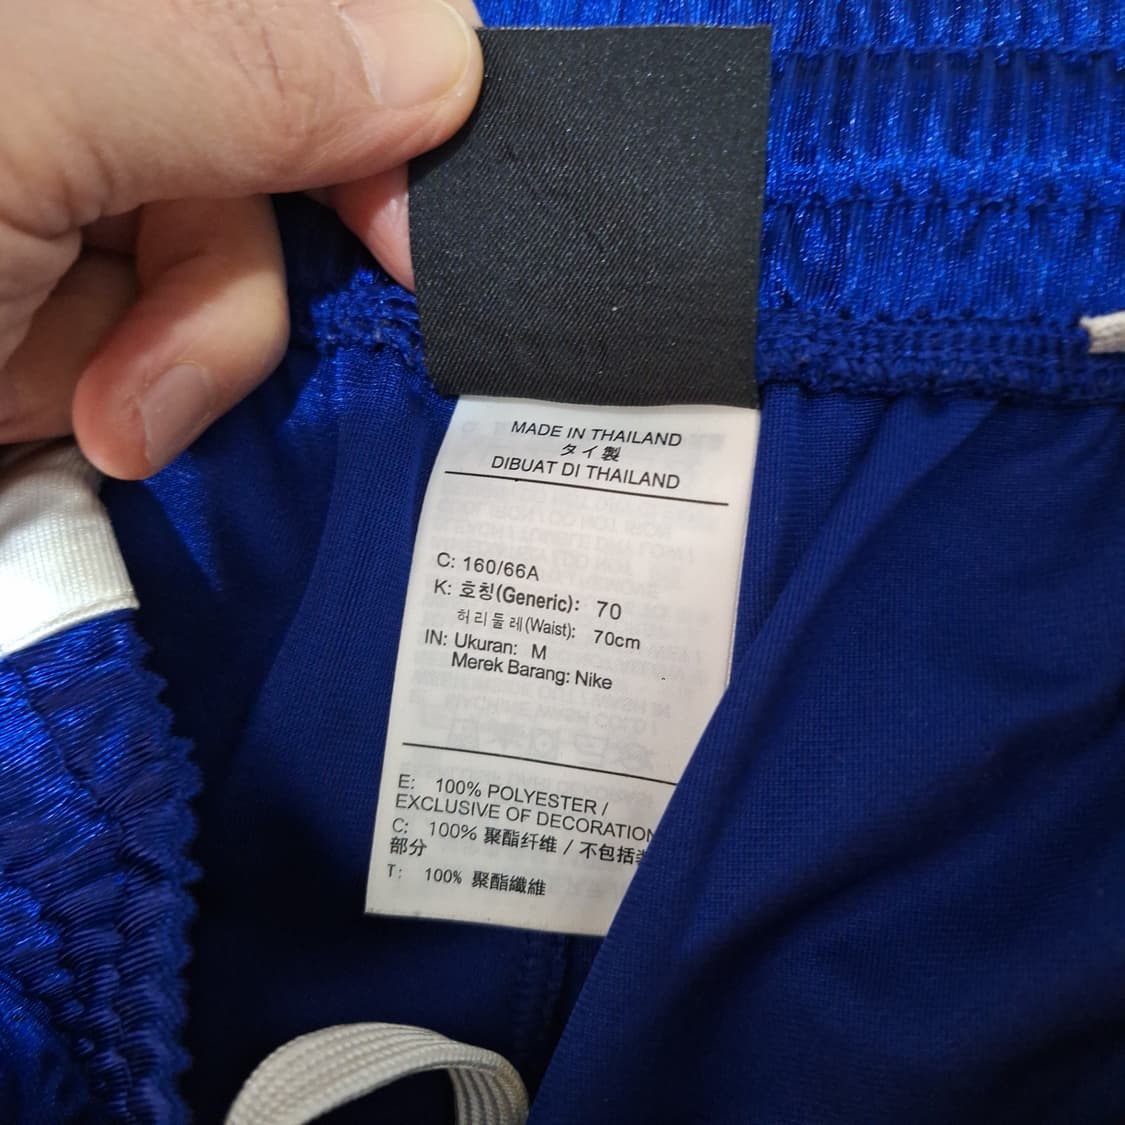 MADE IN THAILAND
タイ製
DIBUAT DI THAILAND
C: 160/66A
K: 호칭(Generic): 70
허리둘레(Waist): 70cm
IN: Ukuran: M
Merek Barang: Nike
E: 100% POLYESTER /
EXCLUSIVE OF DECORATION
C: 100% 聚酯纤维 / 不包括
部分
T: 100% 聚酯纖維